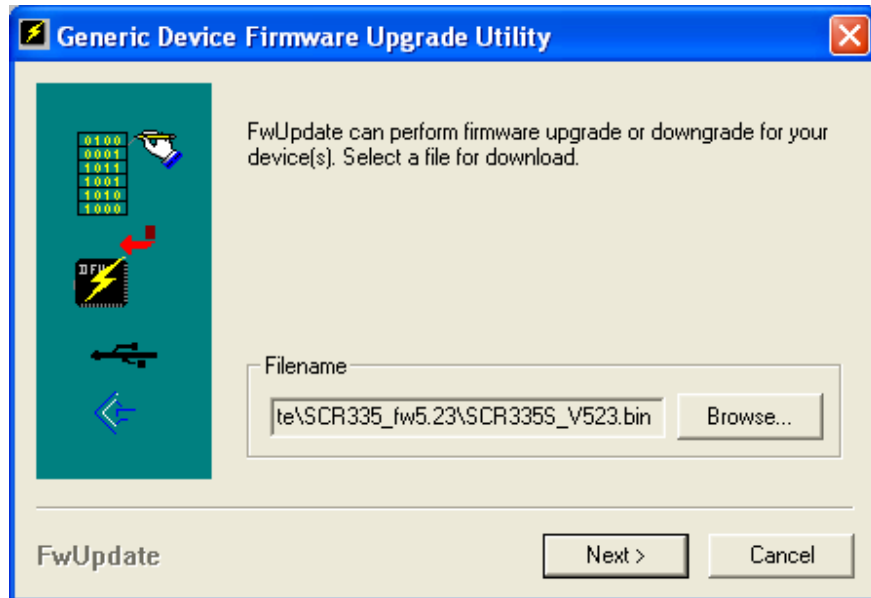 Generic Device Firmware Upgrade Utility
0100
0001
1011
1001
1010
1000
FwUpdate can perform firmware upgrade or downgrade for your
device(s). Select a file for download.
Filename
te\SCR335_fw5.23\SCR335S_V523.bin
Browse...
FwUpdate
Next >
Cancel